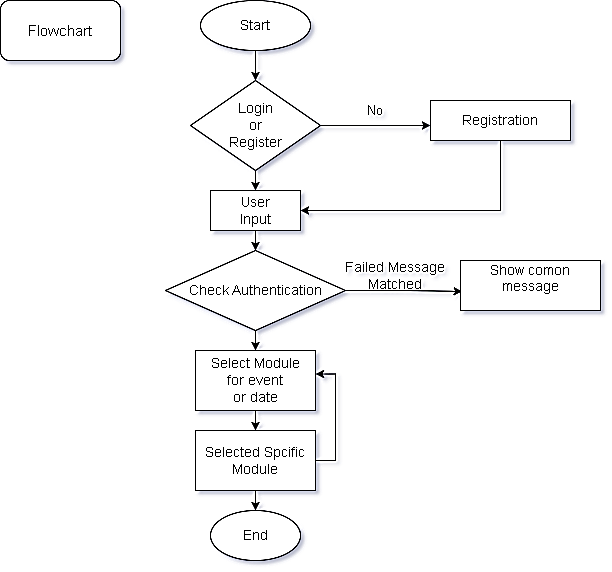 Flowchart
Start
Login
or
Register
No
Registration
User
Input
Check Authentication
Failed Message
Matched
Show comon
message
Select Module
for event
or date
Selected Spcific
Module
End